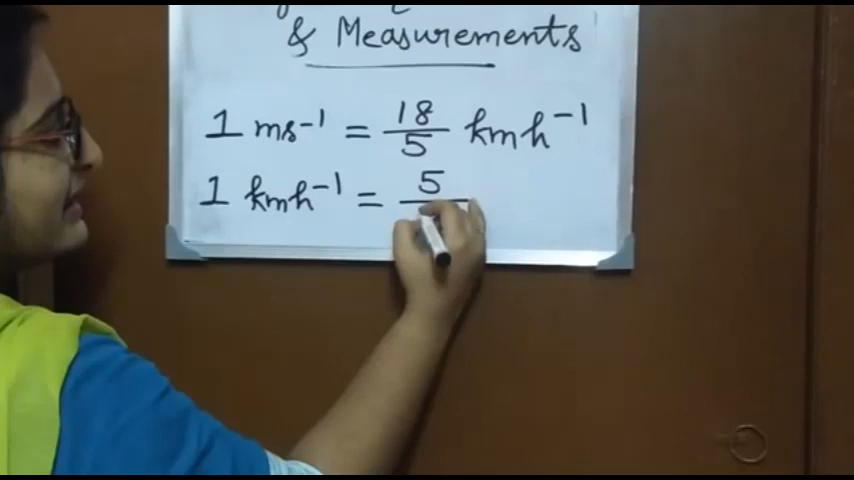 & Measurements
1 ms⁻¹ = 18/5 kmh⁻¹
1 kmh⁻¹ = 5/